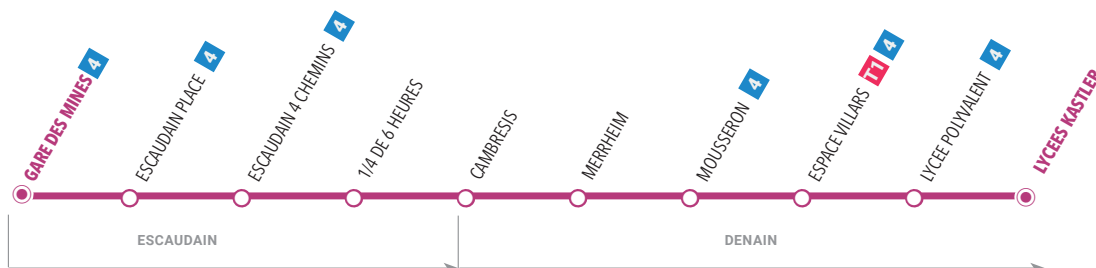 GARE DES MINES 4
ESCAUDAIN PLACE 4
ESCAUDAIN 4 CHEMINS 4
1/4 DE 6 HEURES
CAMBRESIS
MERRHEIM
MOUSSERON 4
ESPACE VILLARS T1 4
LYCEE POLYVALENT 4
LYCEES KASTLER
ESCAUDAIN
DENAIN